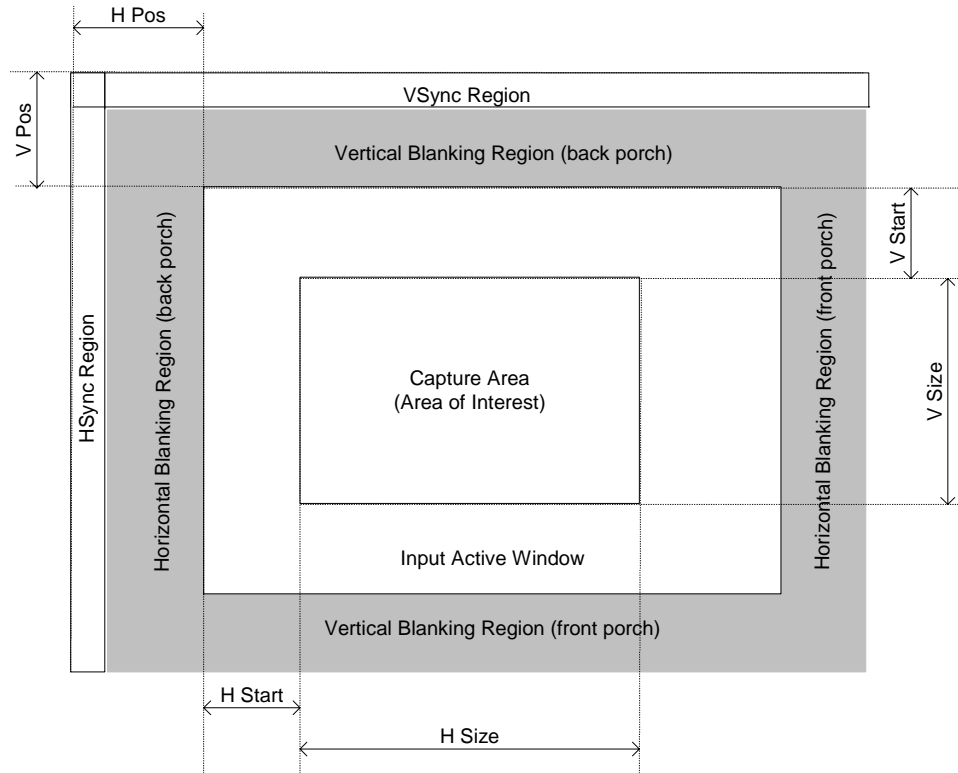 H Pos
VSync Region
V Pos
Vertical Blanking Region (back porch)
V Start
HSync Region
Horizontal Blanking Region (back porch)
Horizontal Blanking Region (front porch)
Capture Area
(Area of Interest)
V Size
Input Active Window
Vertical Blanking Region (front porch)
H Start
H Size